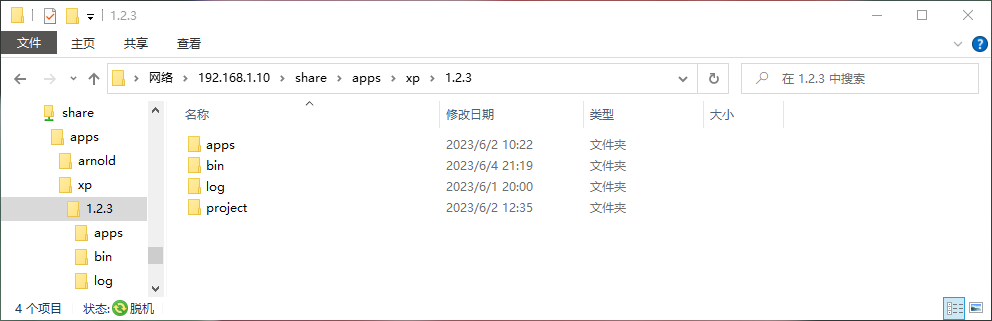 1.2.3
文件 主页 共享 查看
网络 192.168.1.10 share apps xp 1.2.3
在 1.2.3 中搜索
share
apps
arnold
xp
1.2.3
apps
bin
log
名称 修改日期 类型 大小
apps 2023/6/2 10:22 文件夹
bin 2023/6/4 21:19 文件夹
log 2023/6/1 20:00 文件夹
project 2023/6/2 12:35 文件夹
4 个项目 状态: 脱机